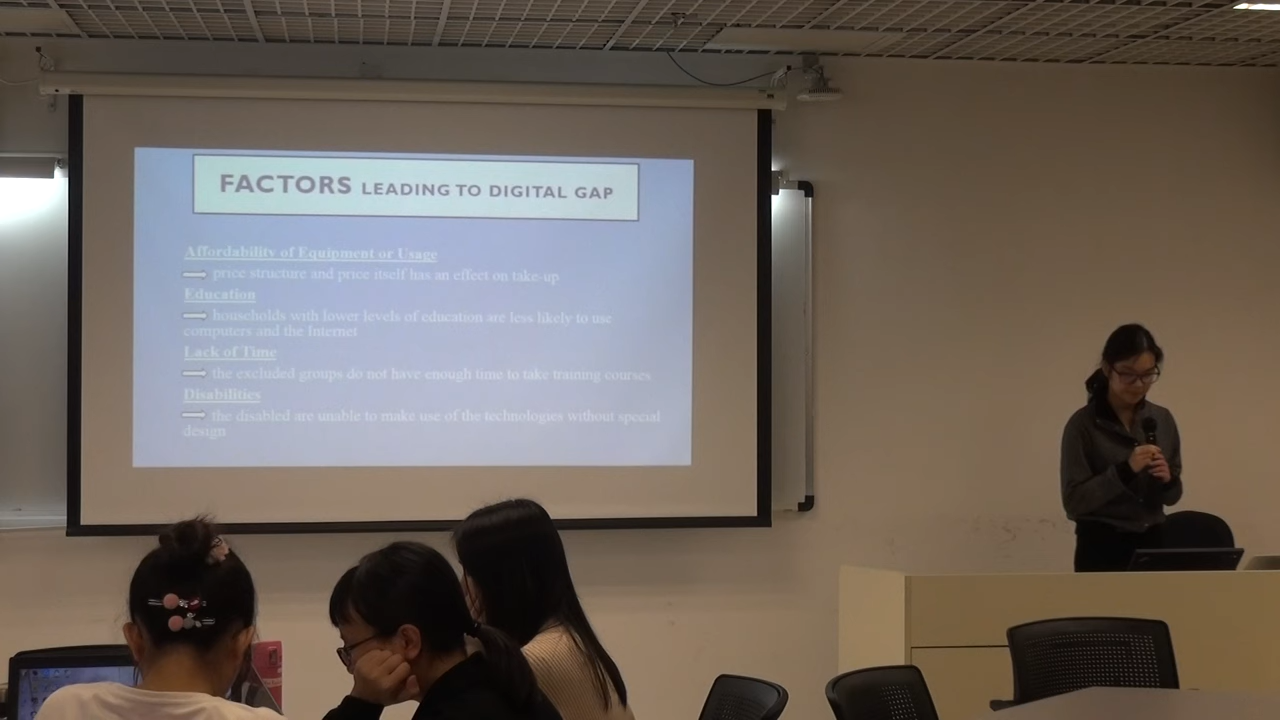 FACTORS LEADING TO DIGITAL GAP
Affordability of Equipment or Usage
price structure and price itself has an effect on take-up
Education
households with lower levels of education are less likely to use
computers and the Internet
Lack of Time
the excluded groups do not have enough time to take training courses
Disabilities
the disabled are unable to make use of the technologies without special
design